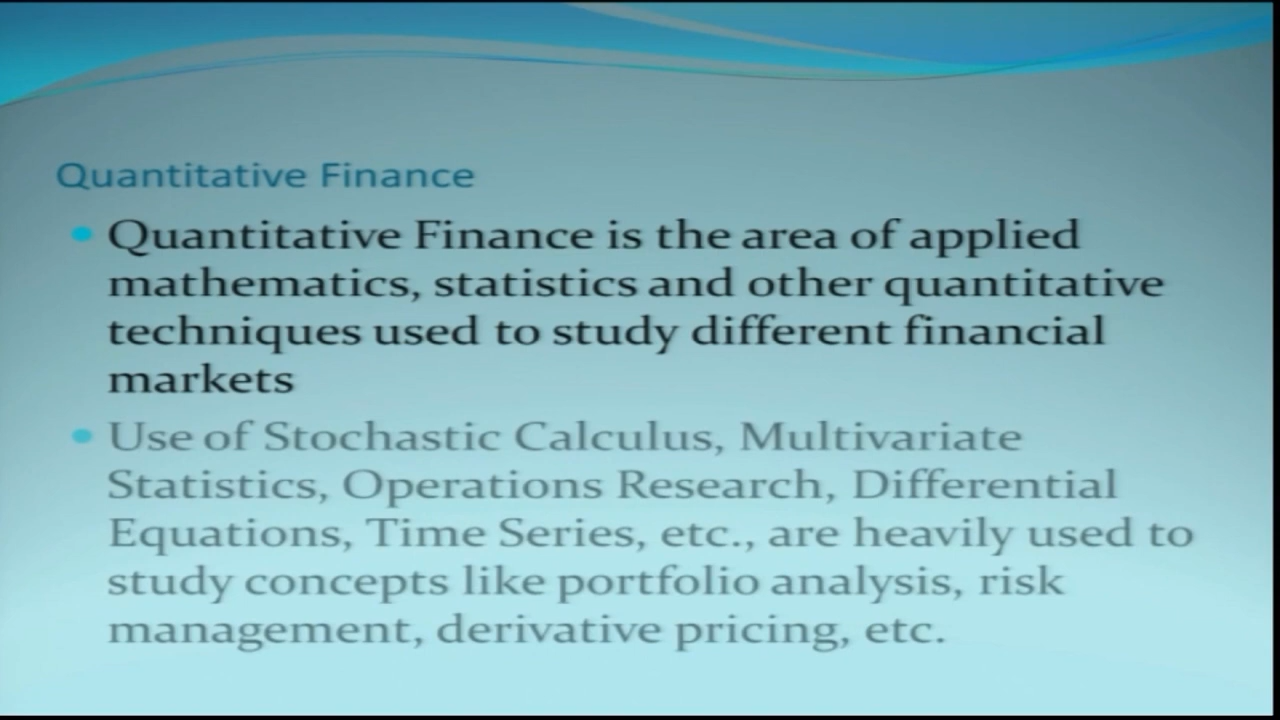 Quantitative Finance
• Quantitative Finance is the area of applied
mathematics, statistics and other quantitative
techniques used to study different financial
markets
• Use of Stochastic Calculus, Multivariate
Statistics, Operations Research, Differential
Equations, Time Series, etc., are heavily used to
study concepts like portfolio analysis, risk
management, derivative pricing, etc.